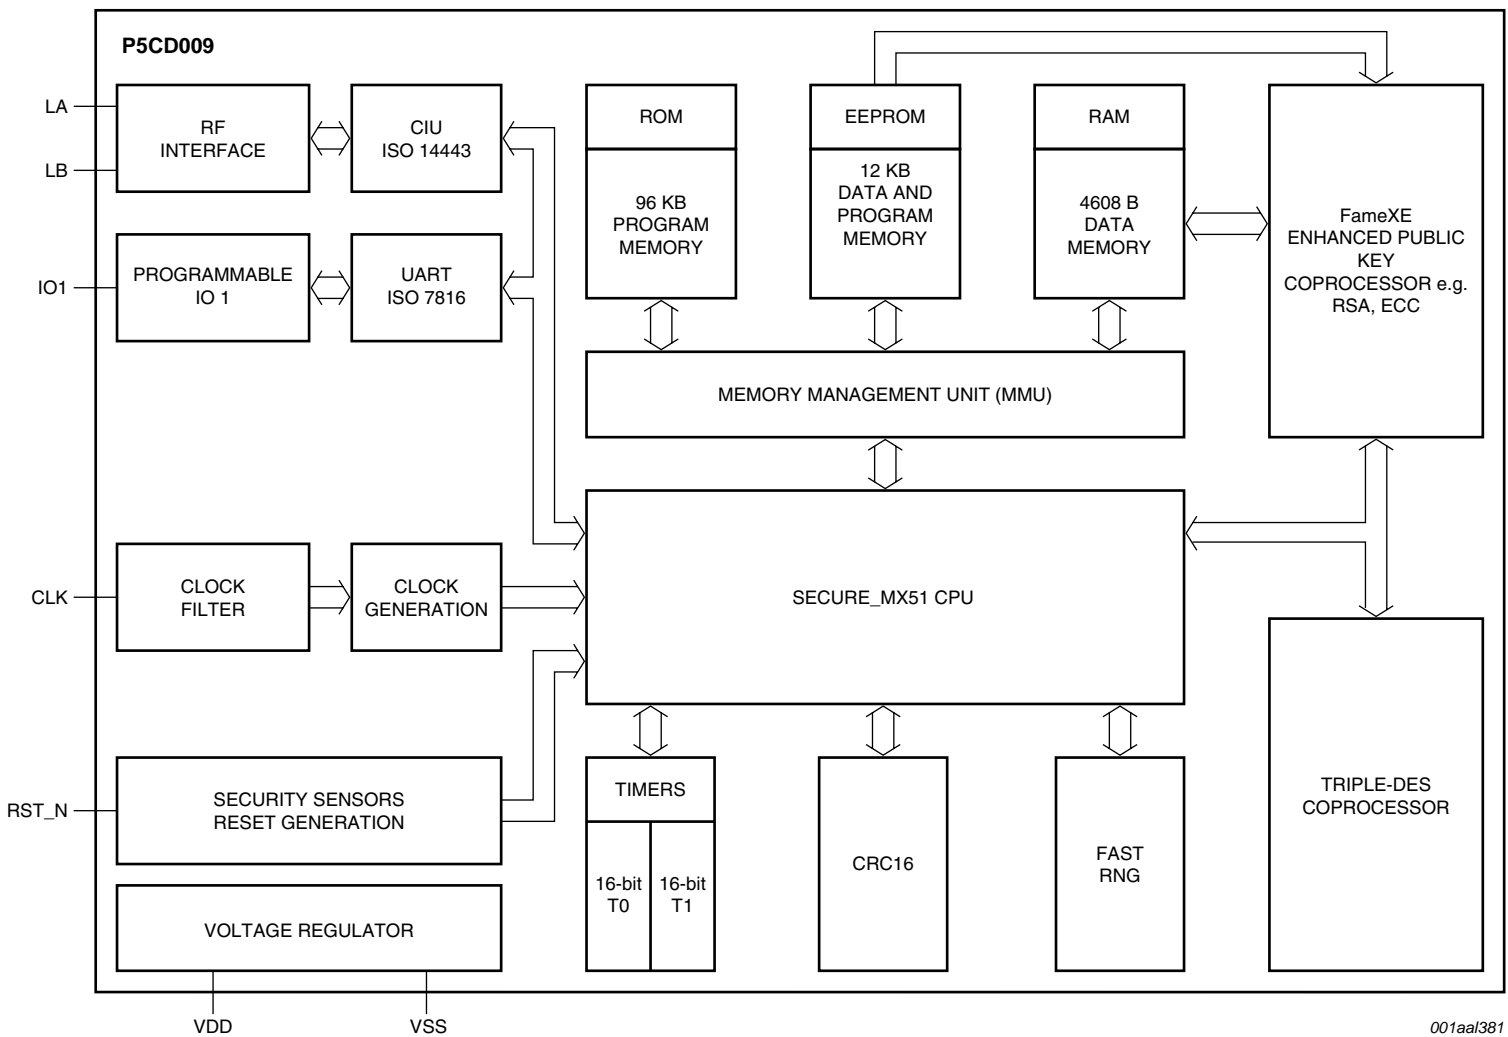 P5CD009
LA
LB
RF
INTERFACE
CIU
ISO 14443
ROM
96 KB
PROGRAM
MEMORY
EEPROM
12 KB
DATA AND
PROGRAM
MEMORY
RAM
4608 B
DATA
MEMORY
FameXE
ENHANCED PUBLIC
KEY
COPROCESSOR e.g.
RSA, ECC
IO1
PROGRAMMABLE
IO 1
UART
ISO 7816
MEMORY MANAGEMENT UNIT (MMU)
CLK
CLOCK
FILTER
CLOCK
GENERATION
SECURE_MX51 CPU
RST_N
SECURITY SENSORS
RESET GENERATION
TIMERS
16-bit
T0
16-bit
T1
CRC16
FAST
RNG
TRIPLE-DES
COPROCESSOR
VOLTAGE REGULATOR
VDD
VSS
001aal381